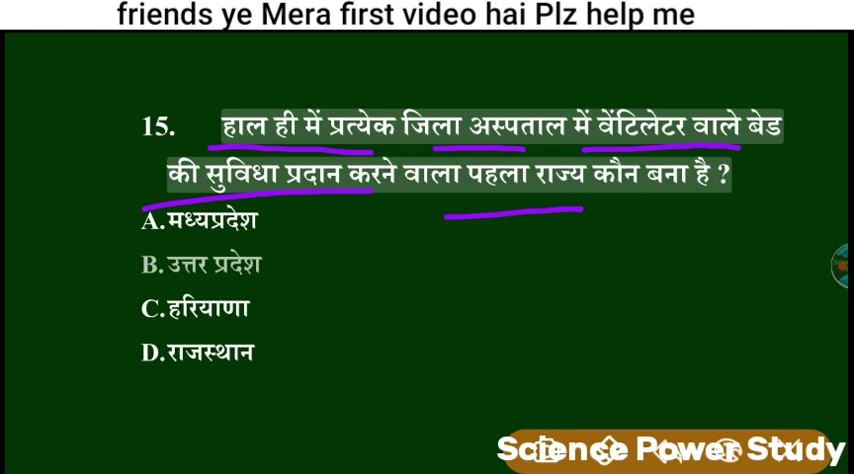 friends ye Mera first video hai Plz help me
15. हाल ही में प्रत्येक जिला अस्पताल में वेंटिलेटर वाले बेड
की सुविधा प्रदान करने वाला पहला राज्य कौन बना है ?
A. मध्यप्रदेश
B. उत्तर प्रदेश
C. हरियाणा
D. राजस्थान
Science Power Study